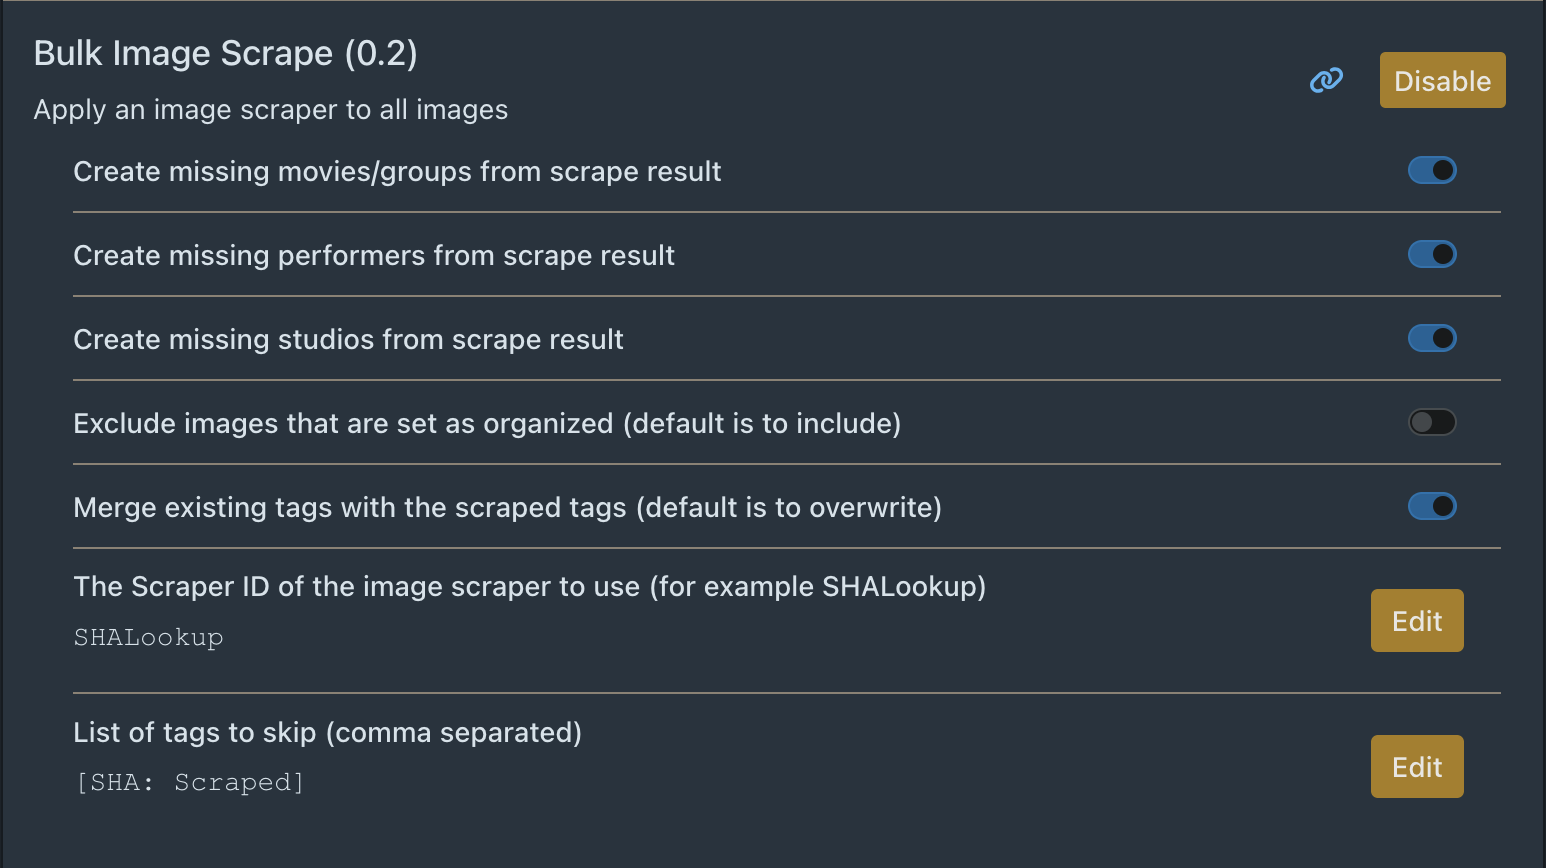 Bulk Image Scrape (0.2)
Disable
Apply an image scraper to all images
Create missing movies/groups from scrape result
Create missing performers from scrape result
Create missing studios from scrape result
Exclude images that are set as organized (default is to include)
Merge existing tags with the scraped tags (default is to overwrite)
The Scraper ID of the image scraper to use (for example SHALookup)
SHALookup
Edit
List of tags to skip (comma separated)
[SHA: Scraped]
Edit